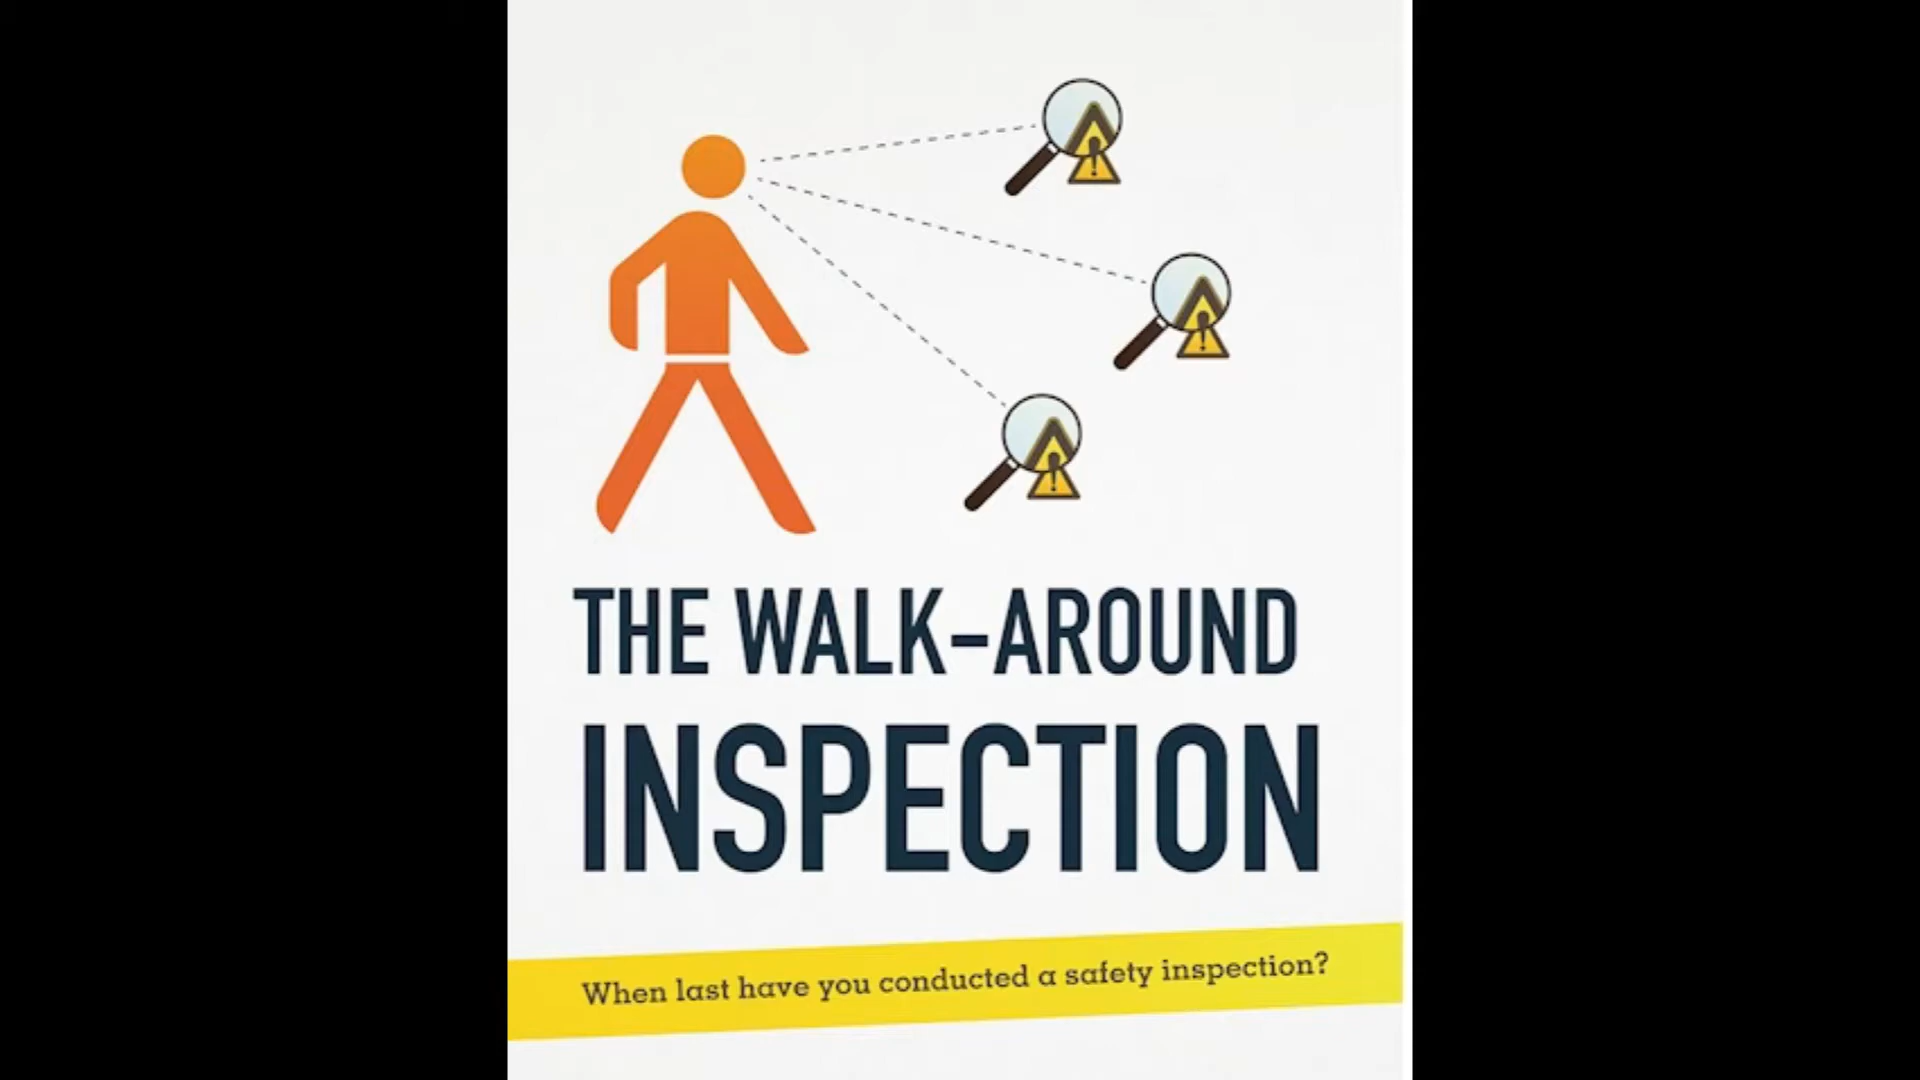 THE WALK-AROUND
INSPECTION
When last have you conducted a safety inspection?